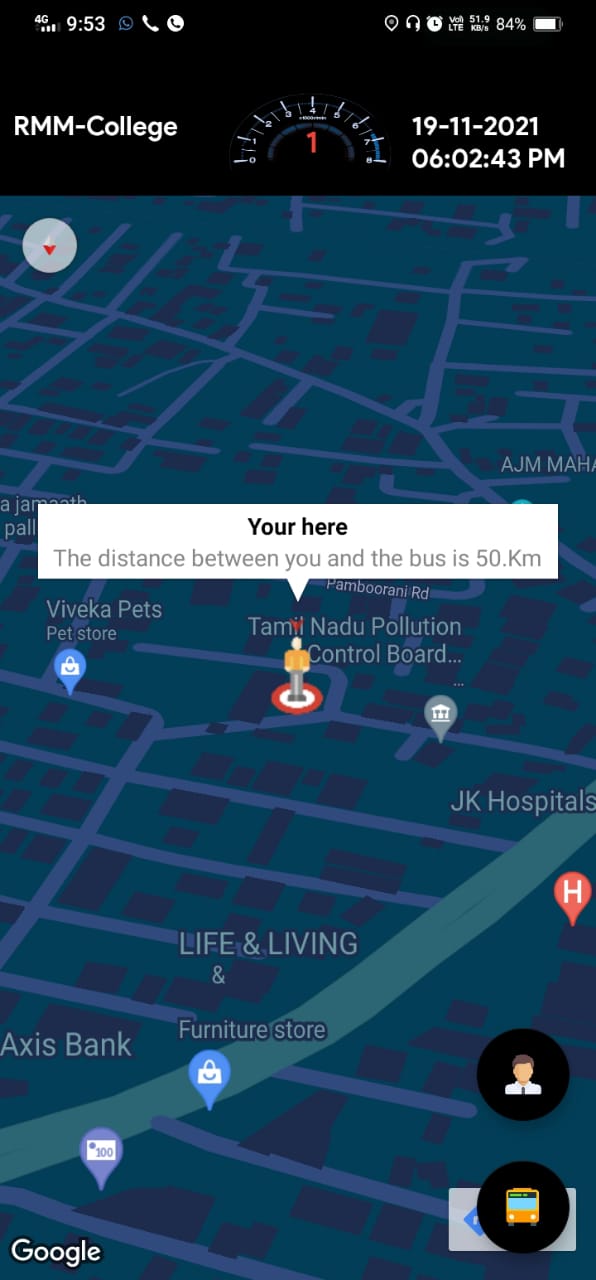 4G 9:53 VoI) LTE 51.9 KB/s 84%
RMM-College
0 1 2 3 4 5 6 7 8
x1000r/min
1
19-11-2021
06:02:43 PM
AJM MAHA
a jamaath
pall
Your here
The distance between you and the bus is 50.Km
Pamboorani Rd
Viveka Pets
Pet store
Tamil Nadu Pollution
Control Board...
...
JK Hospitals
H
LIFE & LIVING
&
Furniture store
Axis Bank
100
Google